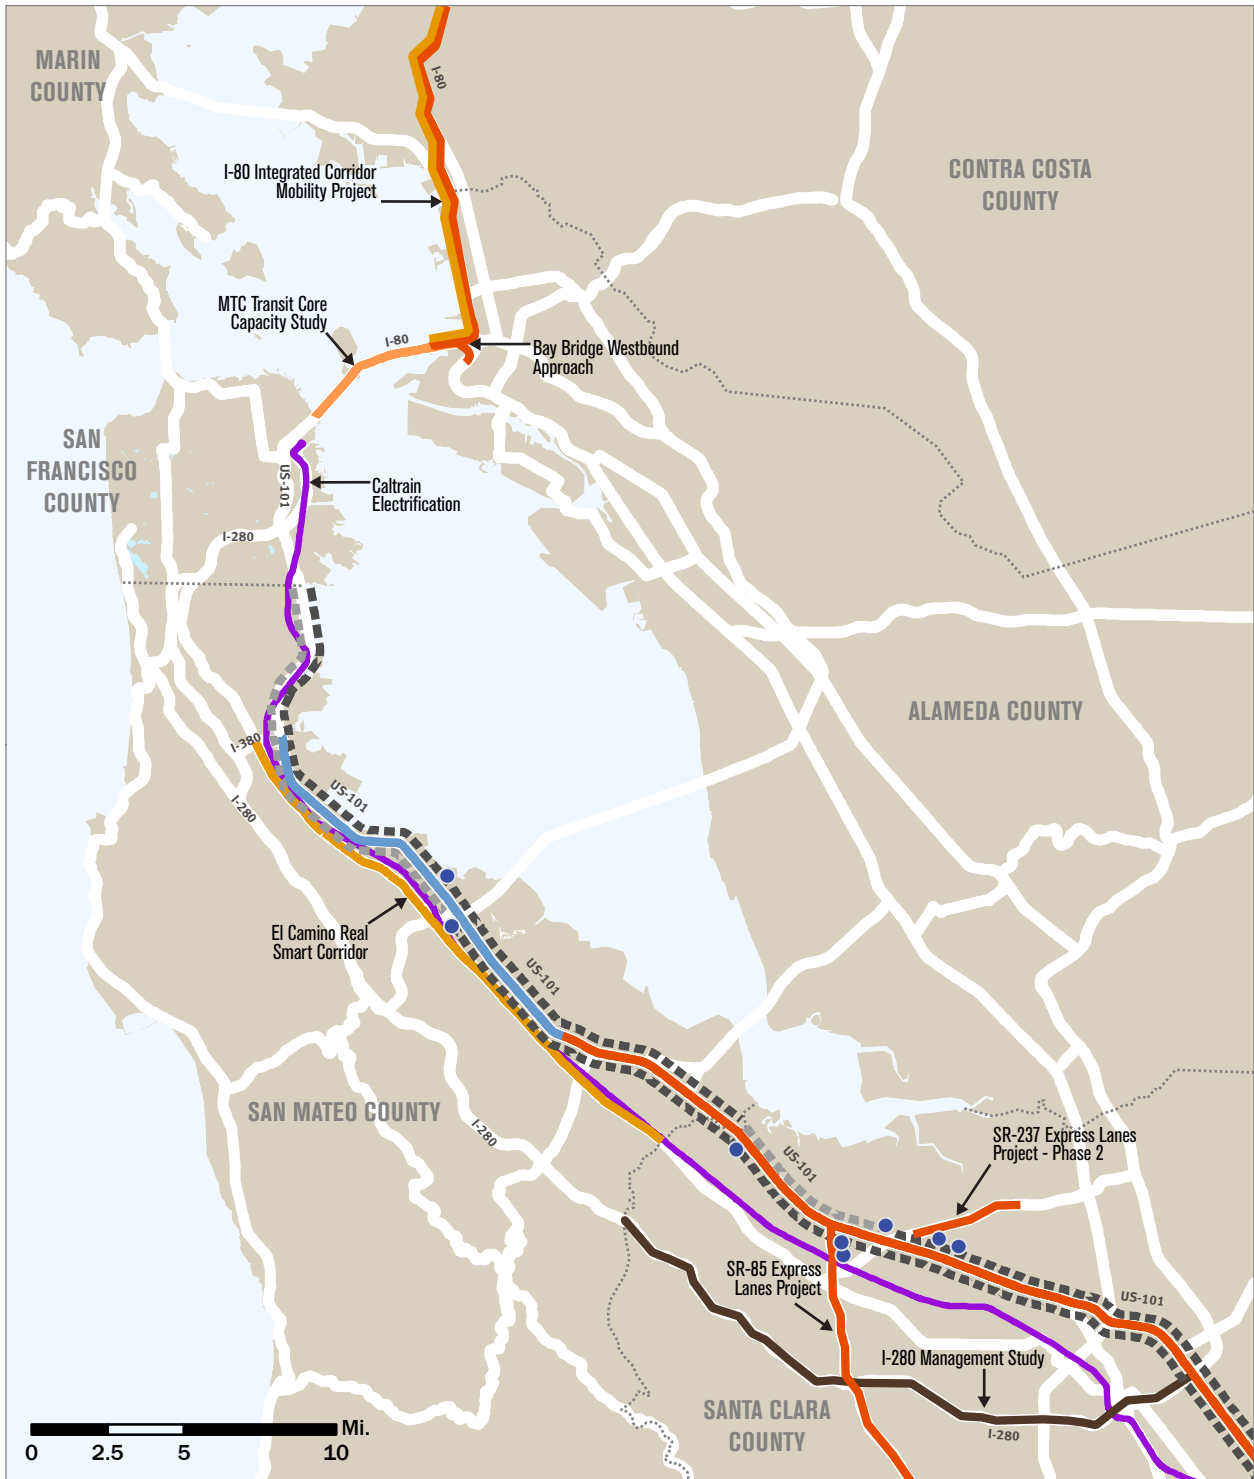 MARIN
COUNTY
I-80
I-80 Integrated Corridor
Mobility Project
CONTRA COSTA
COUNTY
MTC Transit Core
Capacity Study
I-80
Bay Bridge Westbound
Approach
SAN
FRANCISCO
COUNTY
US-101
Caltrain
Electrification
I-280
ALAMEDA COUNTY
I-380
US-101
I-280
El Camino Real
Smart Corridor
US-101
SAN MATEO COUNTY
I-280
US-101
SR-237 Express Lanes
Project - Phase 2
SR-85 Express
Lanes Project
US-101
I-280 Management Study
SANTA CLARA
COUNTY
I-280
Mi.
0 2.5 5 10